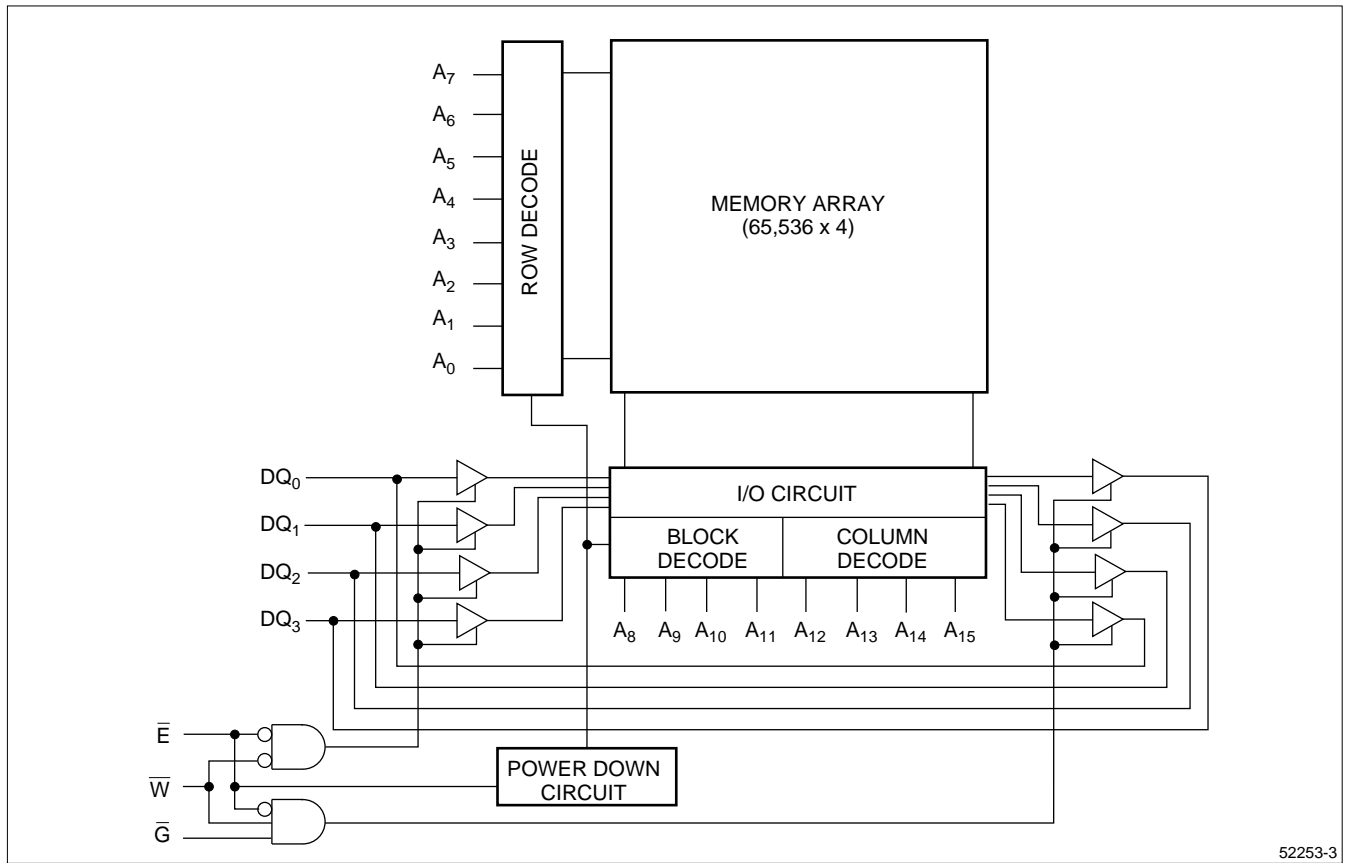 A7
A6
A5
A4
A3
A2
A1
A0
ROW DECODE
MEMORY ARRAY
(65,536 x 4)
DQ0
DQ1
DQ2
DQ3
I/O CIRCUIT
BLOCK
DECODE
COLUMN
DECODE
A8 A9 A10 A11 A12 A13 A14 A15
E̅
W̅
G̅
POWER DOWN
CIRCUIT
52253-3